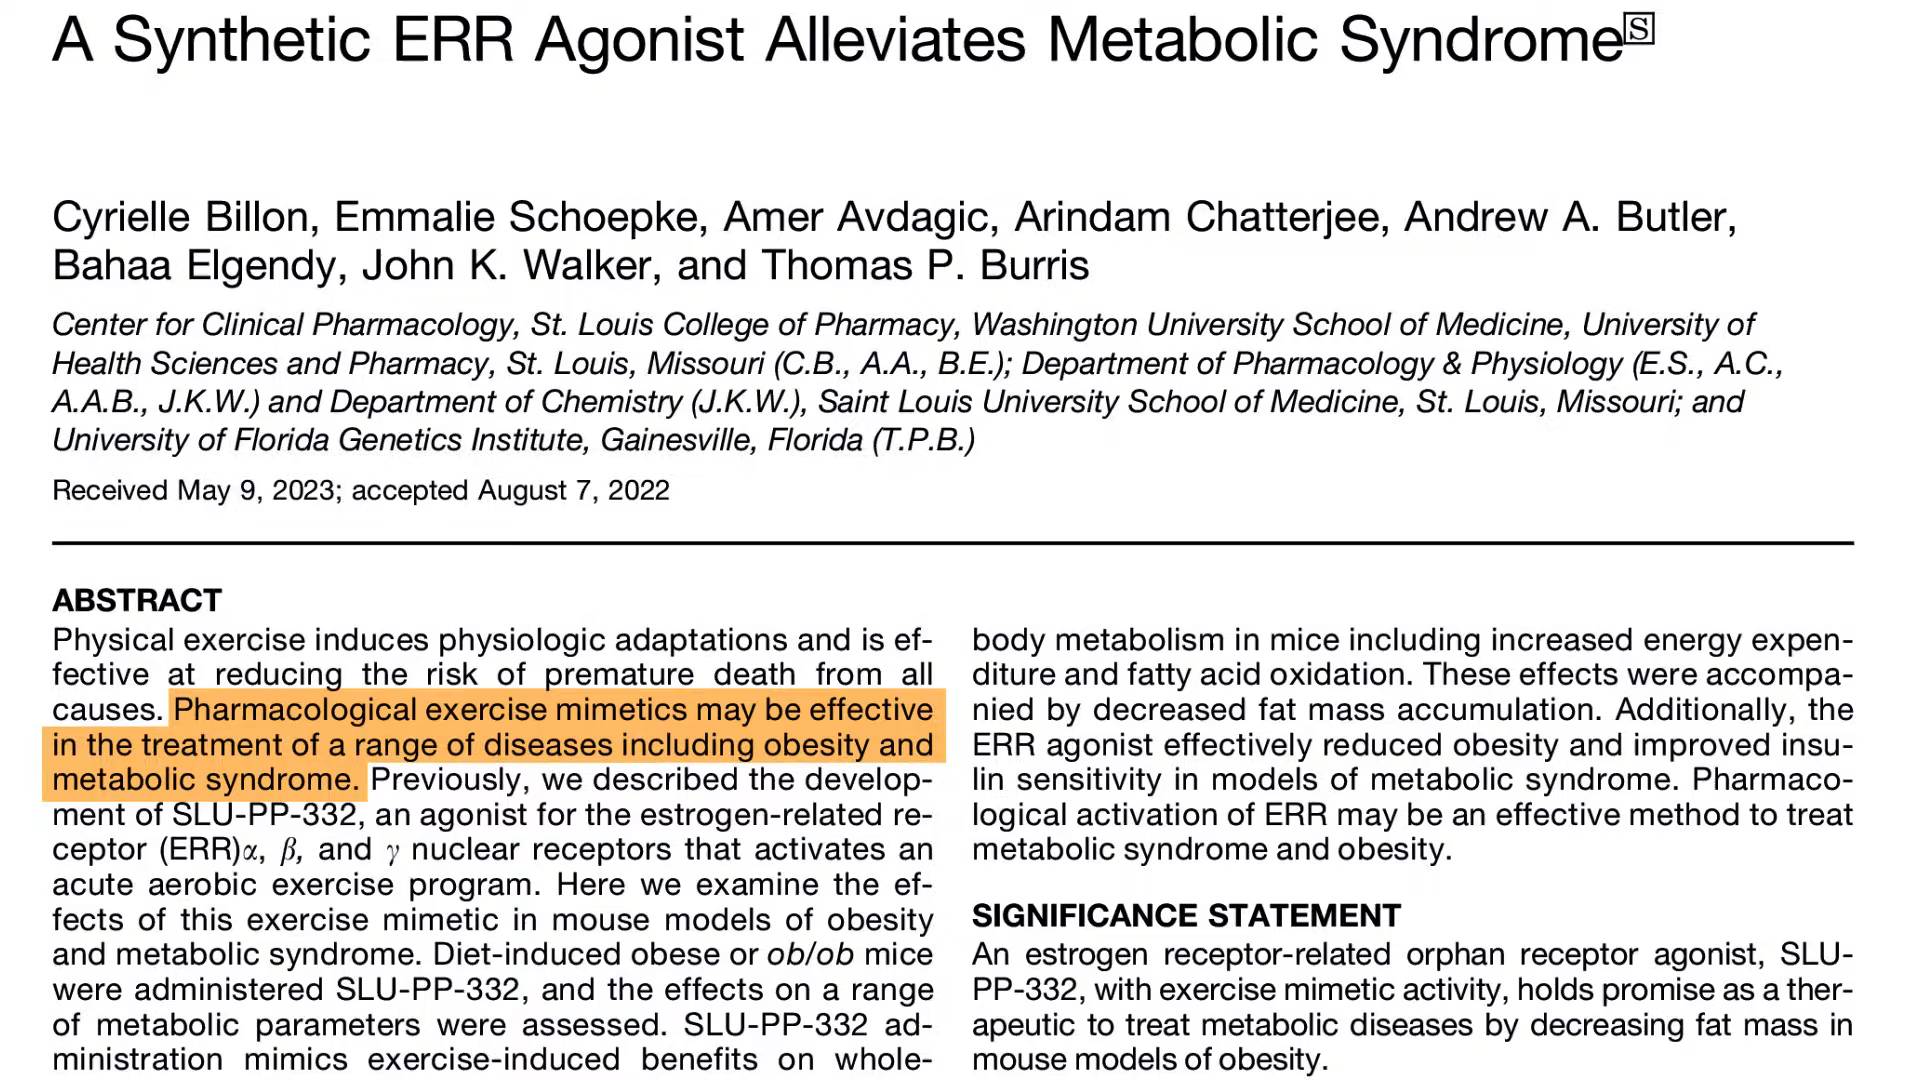 A Synthetic ERR Agonist Alleviates Metabolic Syndrome S
Cyrielle Billon, Emmalie Schoepke, Amer Avdagic, Arindam Chatterjee, Andrew A. Butler,
Bahaa Elgendy, John K. Walker, and Thomas P. Burris
Center for Clinical Pharmacology, St. Louis College of Pharmacy, Washington University School of Medicine, University of
Health Sciences and Pharmacy, St. Louis, Missouri (C.B., A.A., B.E.); Department of Pharmacology & Physiology (E.S., A.C.,
A.A.B., J.K.W.) and Department of Chemistry (J.K.W.), Saint Louis University School of Medicine, St. Louis, Missouri; and
University of Florida Genetics Institute, Gainesville, Florida (T.P.B.)
Received May 9, 2023; accepted August 7, 2022
ABSTRACT
Physical exercise induces physiologic adaptations and is ef-
fective at reducing the risk of premature death from all
causes. Pharmacological exercise mimetics may be effective
in the treatment of a range of diseases including obesity and
metabolic syndrome. Previously, we described the develop-
ment of SLU-PP-332, an agonist for the estrogen-related re-
ceptor (ERR)α, β, and γ nuclear receptors that activates an
acute aerobic exercise program. Here we examine the ef-
fects of this exercise mimetic in mouse models of obesity
and metabolic syndrome. Diet-induced obese or ob/ob mice
were administered SLU-PP-332, and the effects on a range
of metabolic parameters were assessed. SLU-PP-332 ad-
ministration mimics exercise-induced benefits on whole-
body metabolism in mice including increased energy expen-
diture and fatty acid oxidation. These effects were accompa-
nied by decreased fat mass accumulation. Additionally, the
ERR agonist effectively reduced obesity and improved insu-
lin sensitivity in models of metabolic syndrome. Pharmaco-
logical activation of ERR may be an effective method to treat
metabolic syndrome and obesity.
SIGNIFICANCE STATEMENT
An estrogen receptor-related orphan receptor agonist, SLU-
PP-332, with exercise mimetic activity, holds promise as a ther-
apeutic to treat metabolic diseases by decreasing fat mass in
mouse models of obesity.